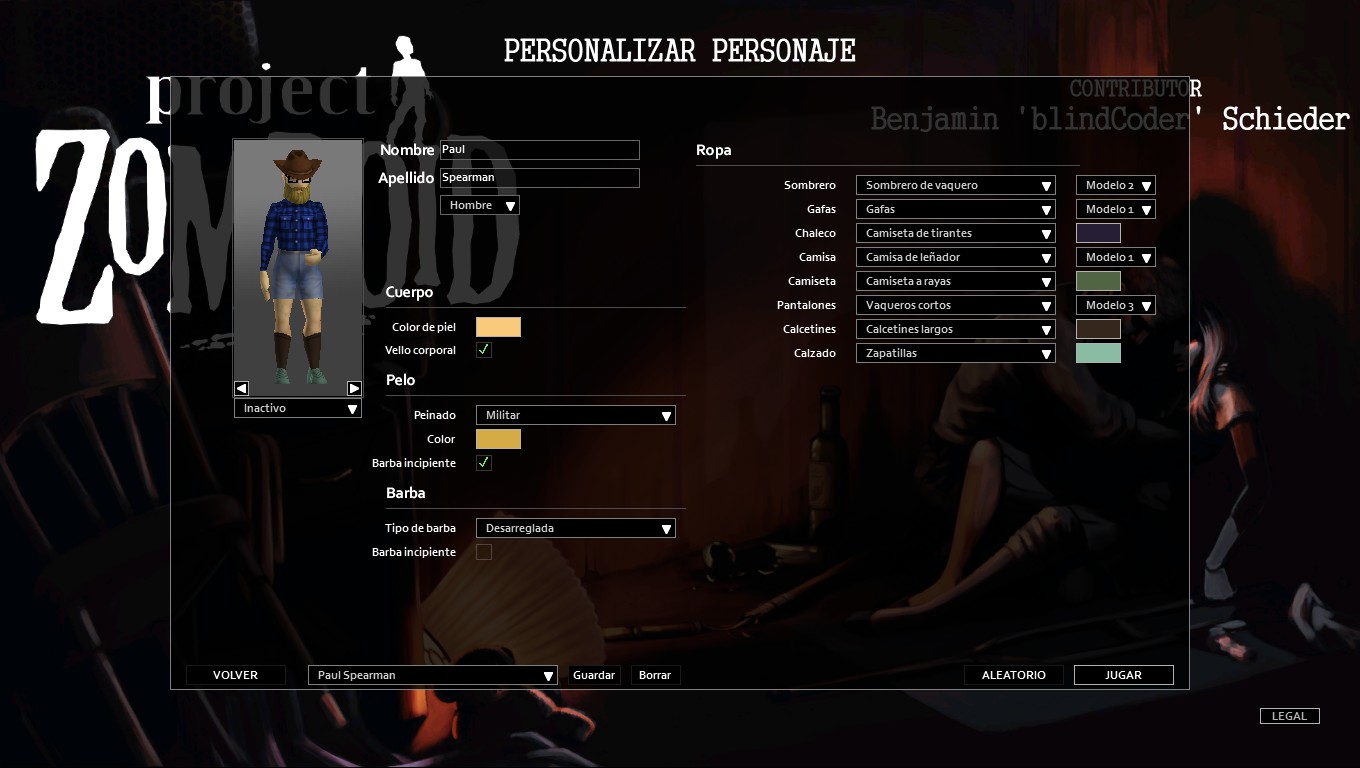 PERSONALIZAR PERSONAJE
project
ZOMBOID
CONTRIBUTOR
Benjamin 'blindCoder' Schieder
Nombre Paul
Apellido Spearman
Hombre
Inactivo
Cuerpo
Color de piel
Vello corporal
Pelo
Peinado Militar
Color
Barba incipiente
Barba
Tipo de barba Desarreglada
Barba incipiente
Ropa
Sombrero Sombrero de vaquero Modelo 2
Gafas Gafas Modelo 1
Chaleco Camiseta de tirantes
Camisa Camisa de leñador Modelo 1
Camiseta Camiseta a rayas
Pantalones Vaqueros cortos Modelo 3
Calcetines Calcetines largos
Calzado Zapatillas
VOLVER Paul Spearman Guardar Borrar ALEATORIO JUGAR
LEGAL